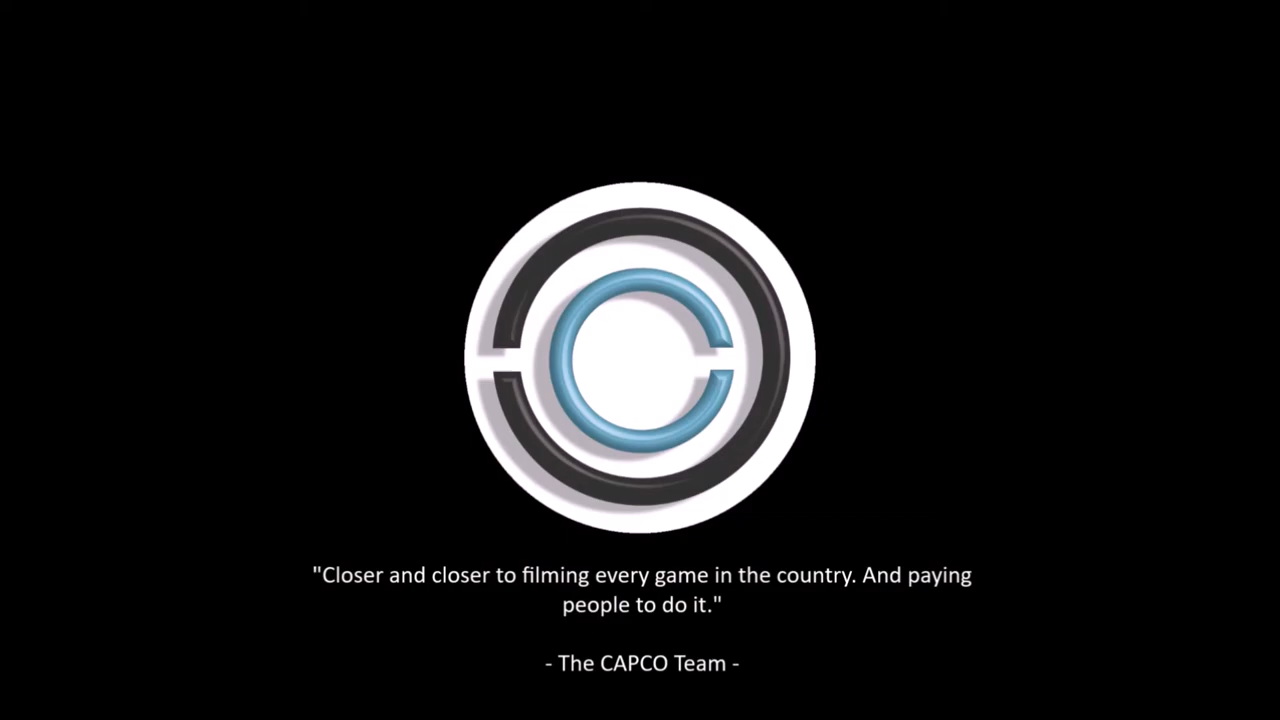 "Closer and closer to filming every game in the country. And paying
people to do it."
- The CAPCO Team -